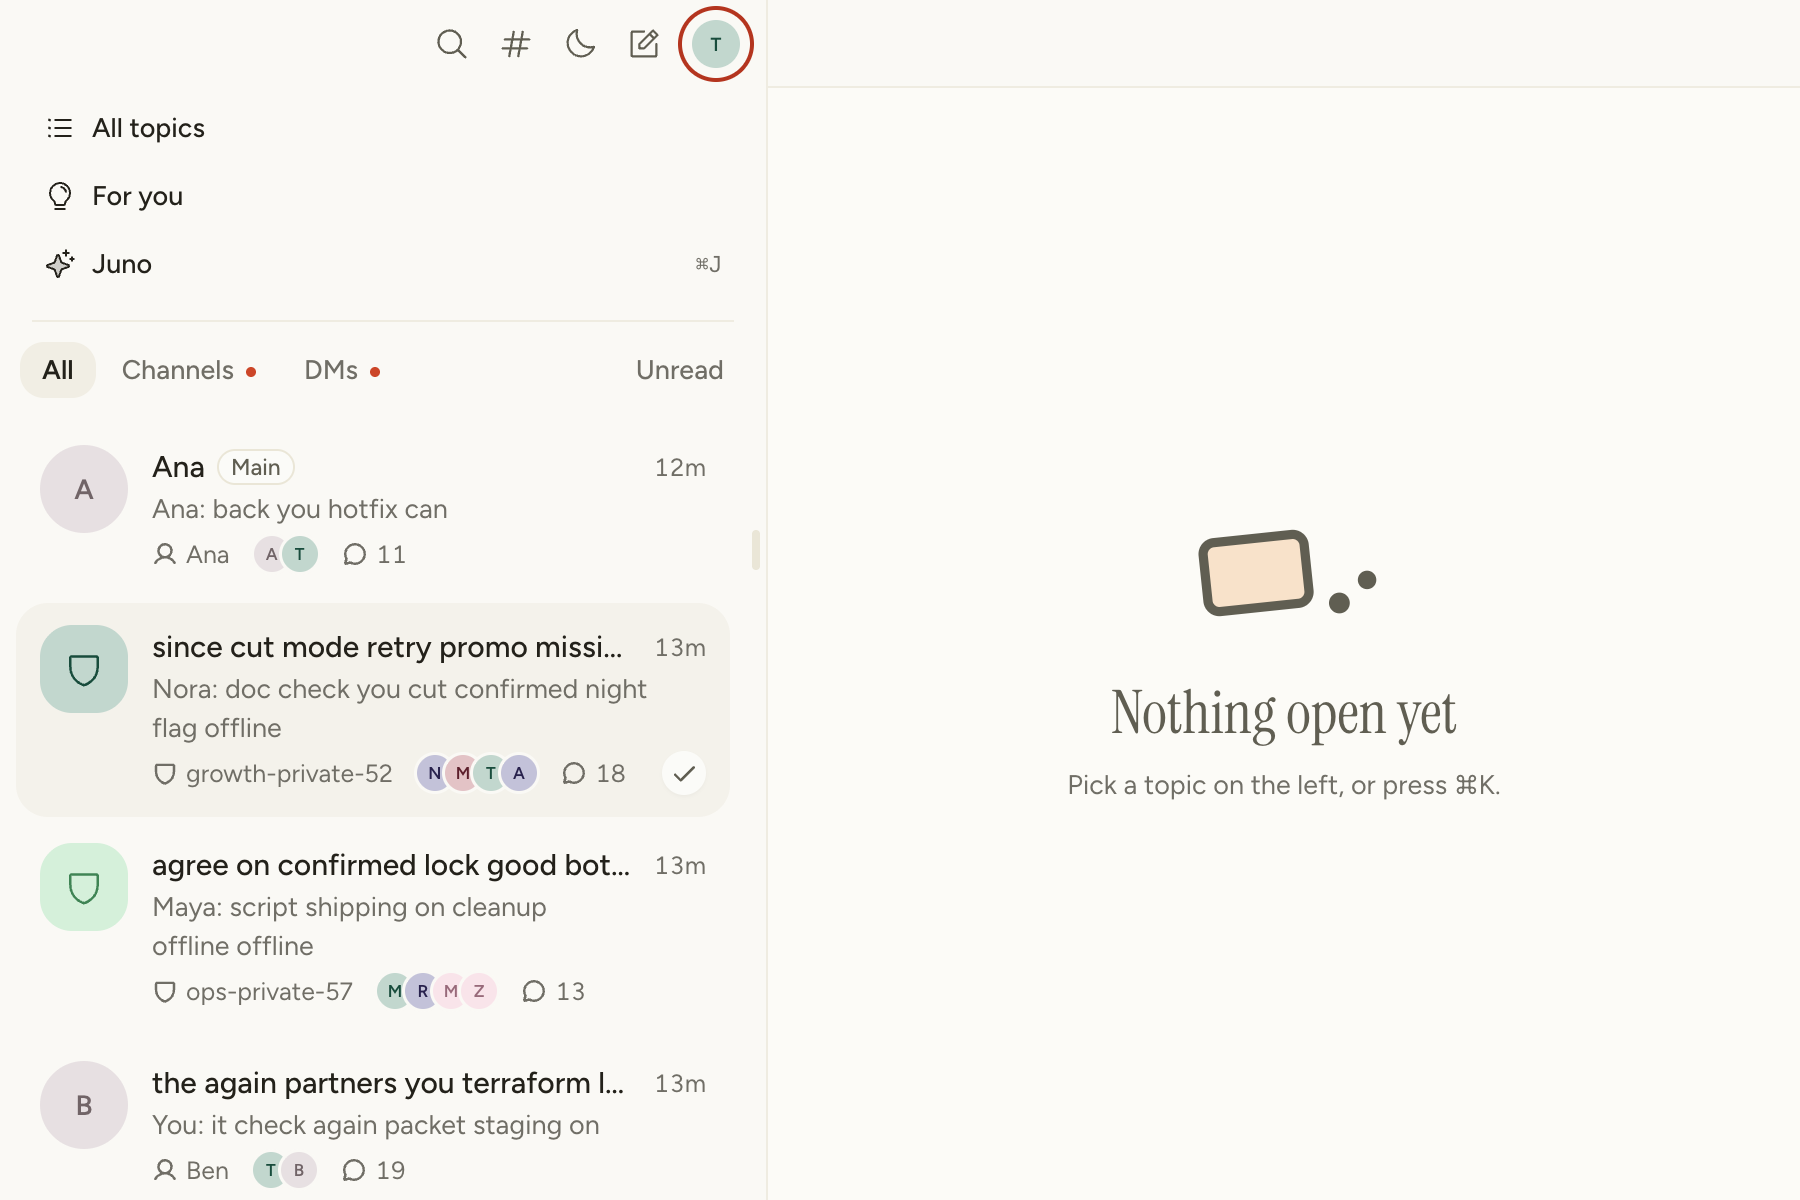 T
All topics
For you
Juno ⌘J
All Channels DMs Unread
A
Ana Main 12m
Ana: back you hotfix can
Ana A T 11
since cut mode retry promo missi... 13m
Nora: doc check you cut confirmed night
flag offline
growth-private-52 N M T A 18
agree on confirmed lock good bot... 13m
Maya: script shipping on cleanup
offline offline
ops-private-57 M R M Z 13
B
the again partners you terraform l... 13m
You: it check again packet staging on
Ben T B 19
Nothing open yet
Pick a topic on the left, or press ⌘K.